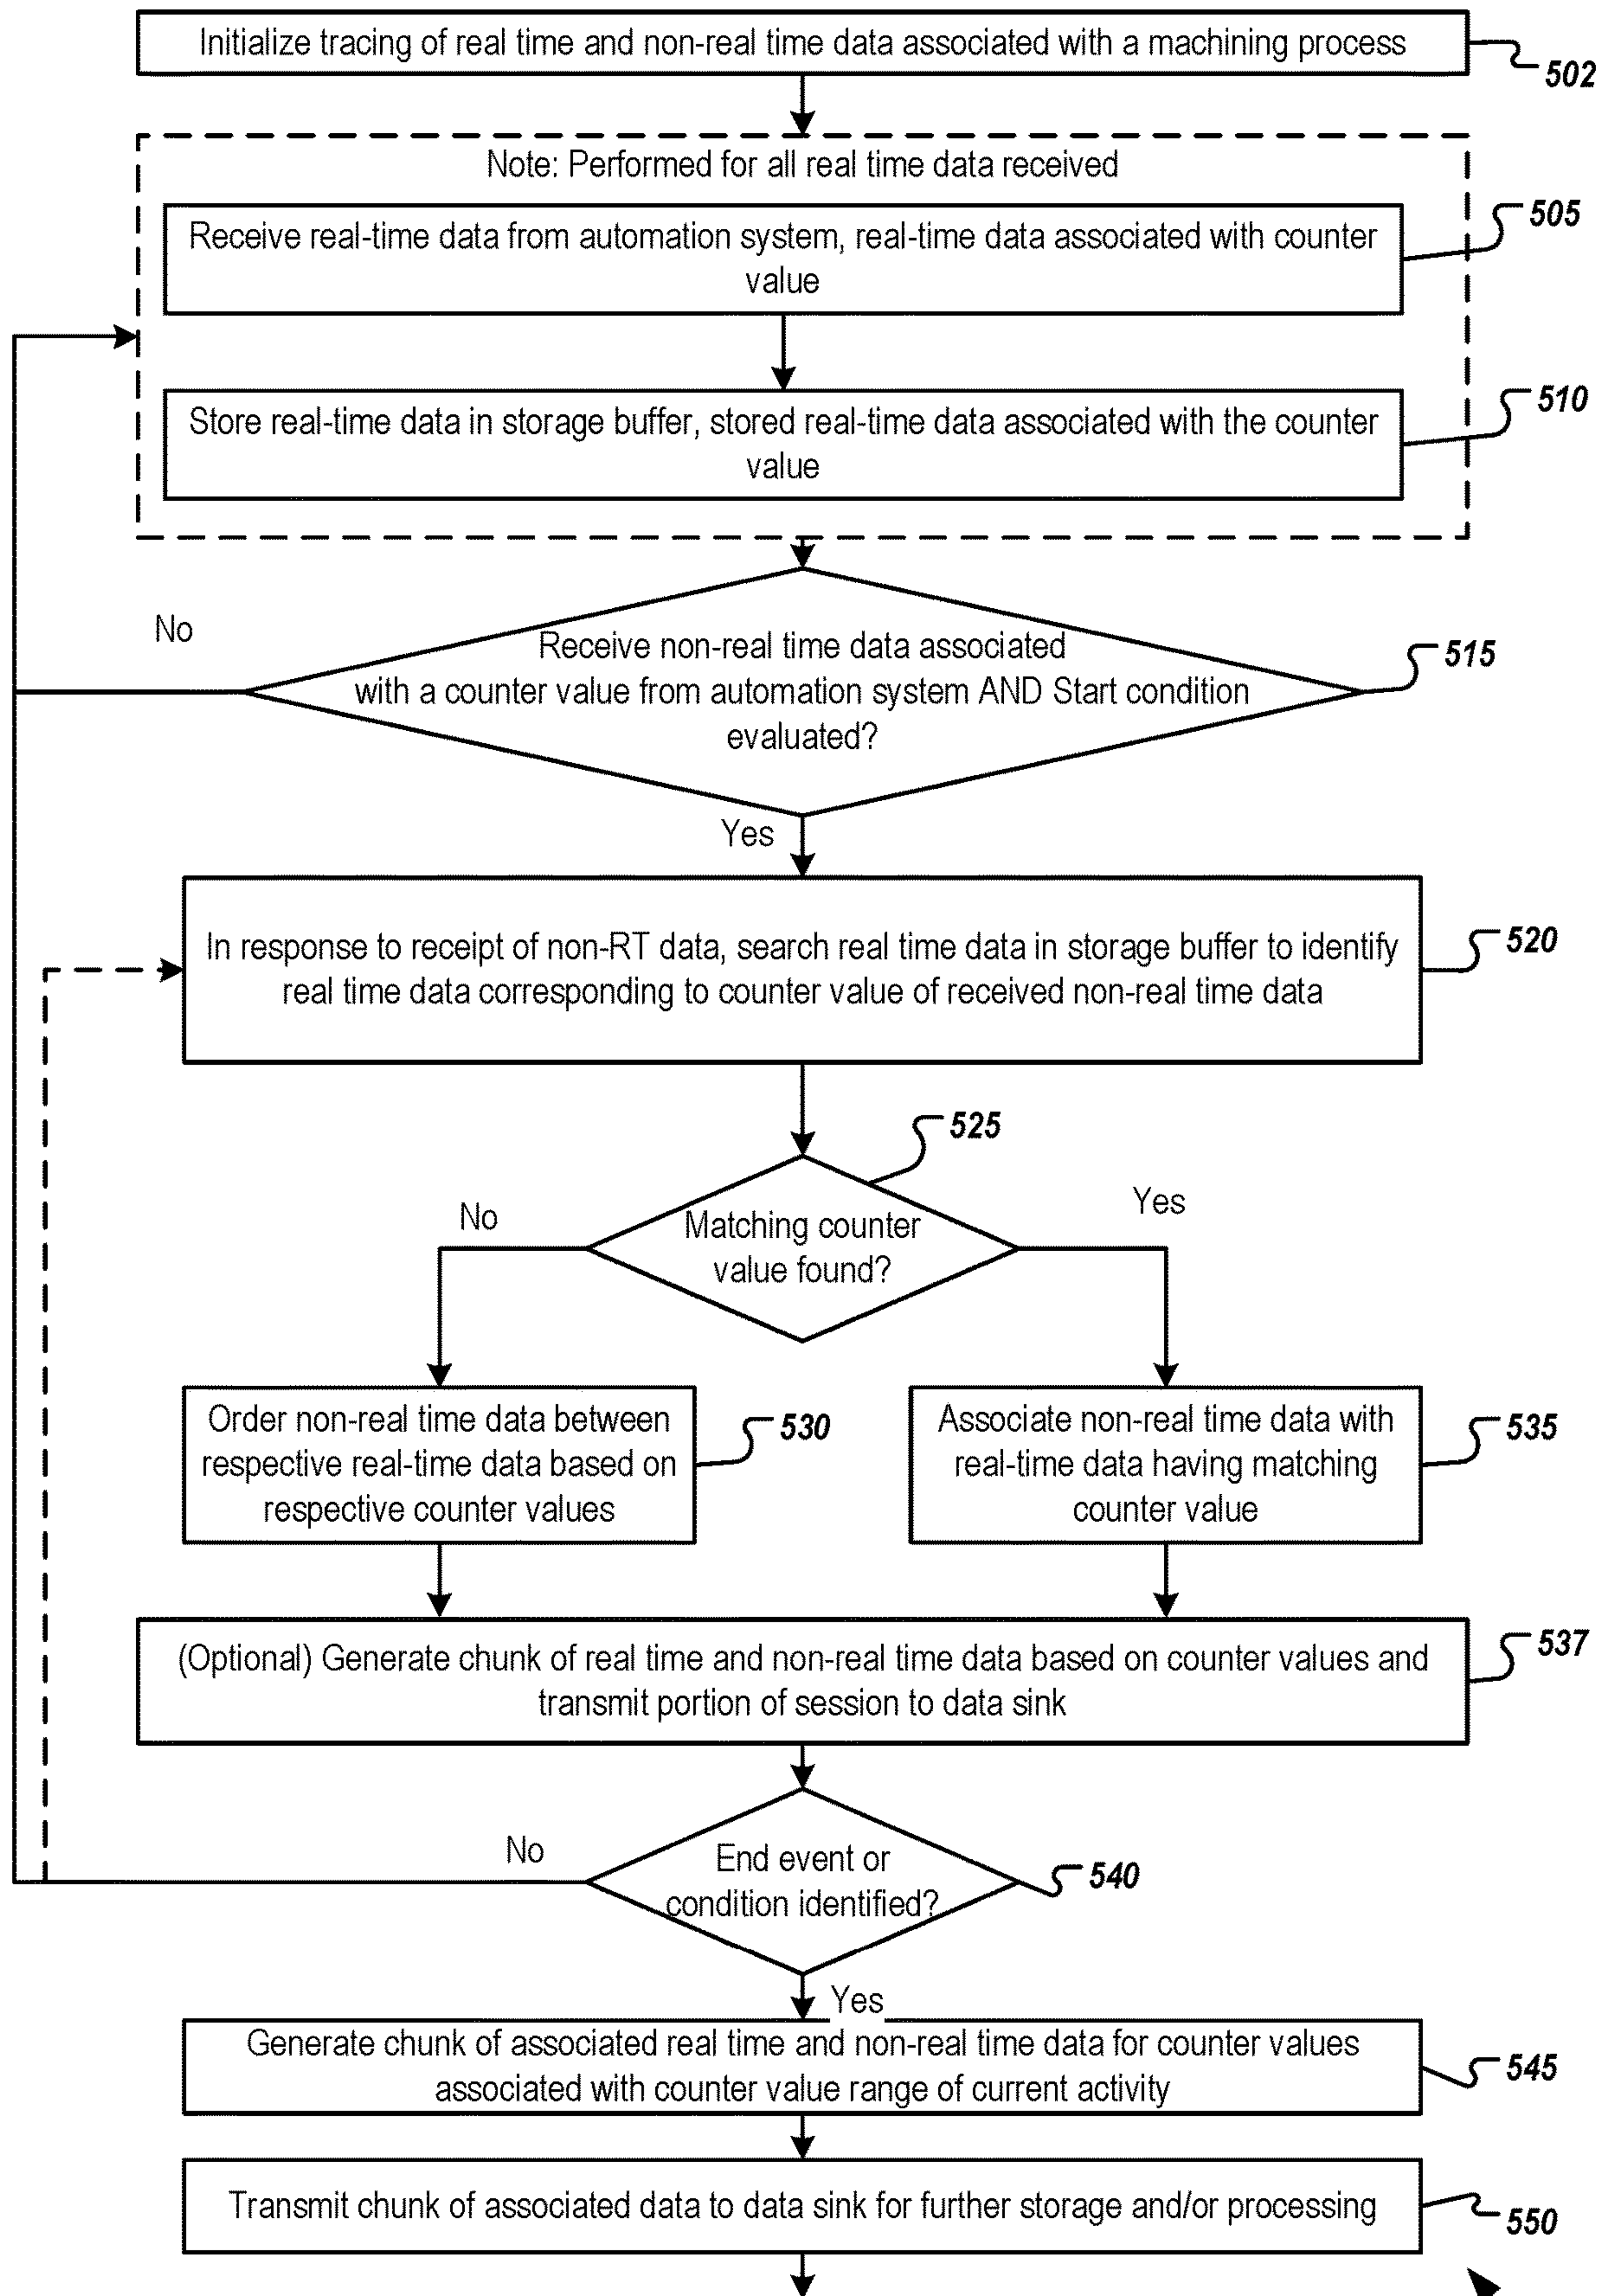 Initialize tracing of real time and non-real time data associated with a machining process
502
Note: Performed for all real time data received
Receive real-time data from automation system, real-time data associated with counter
value
505
Store real-time data in storage buffer, stored real-time data associated with the counter
value
510
No
Receive non-real time data associated
with a counter value from automation system AND Start condition
evaluated?
515
Yes
In response to receipt of non-RT data, search real time data in storage buffer to identify
real time data corresponding to counter value of received non-real time data
520
525
Matching counter
value found?
No
Yes
Order non-real time data between
respective real-time data based on
respective counter values
530
Associate non-real time data with
real-time data having matching
counter value
535
(Optional) Generate chunk of real time and non-real time data based on counter values and
transmit portion of session to data sink
537
No
End event or
condition identified?
540
Yes
Generate chunk of associated real time and non-real time data for counter values
associated with counter value range of current activity
545
Transmit chunk of associated data to data sink for further storage and/or processing
550